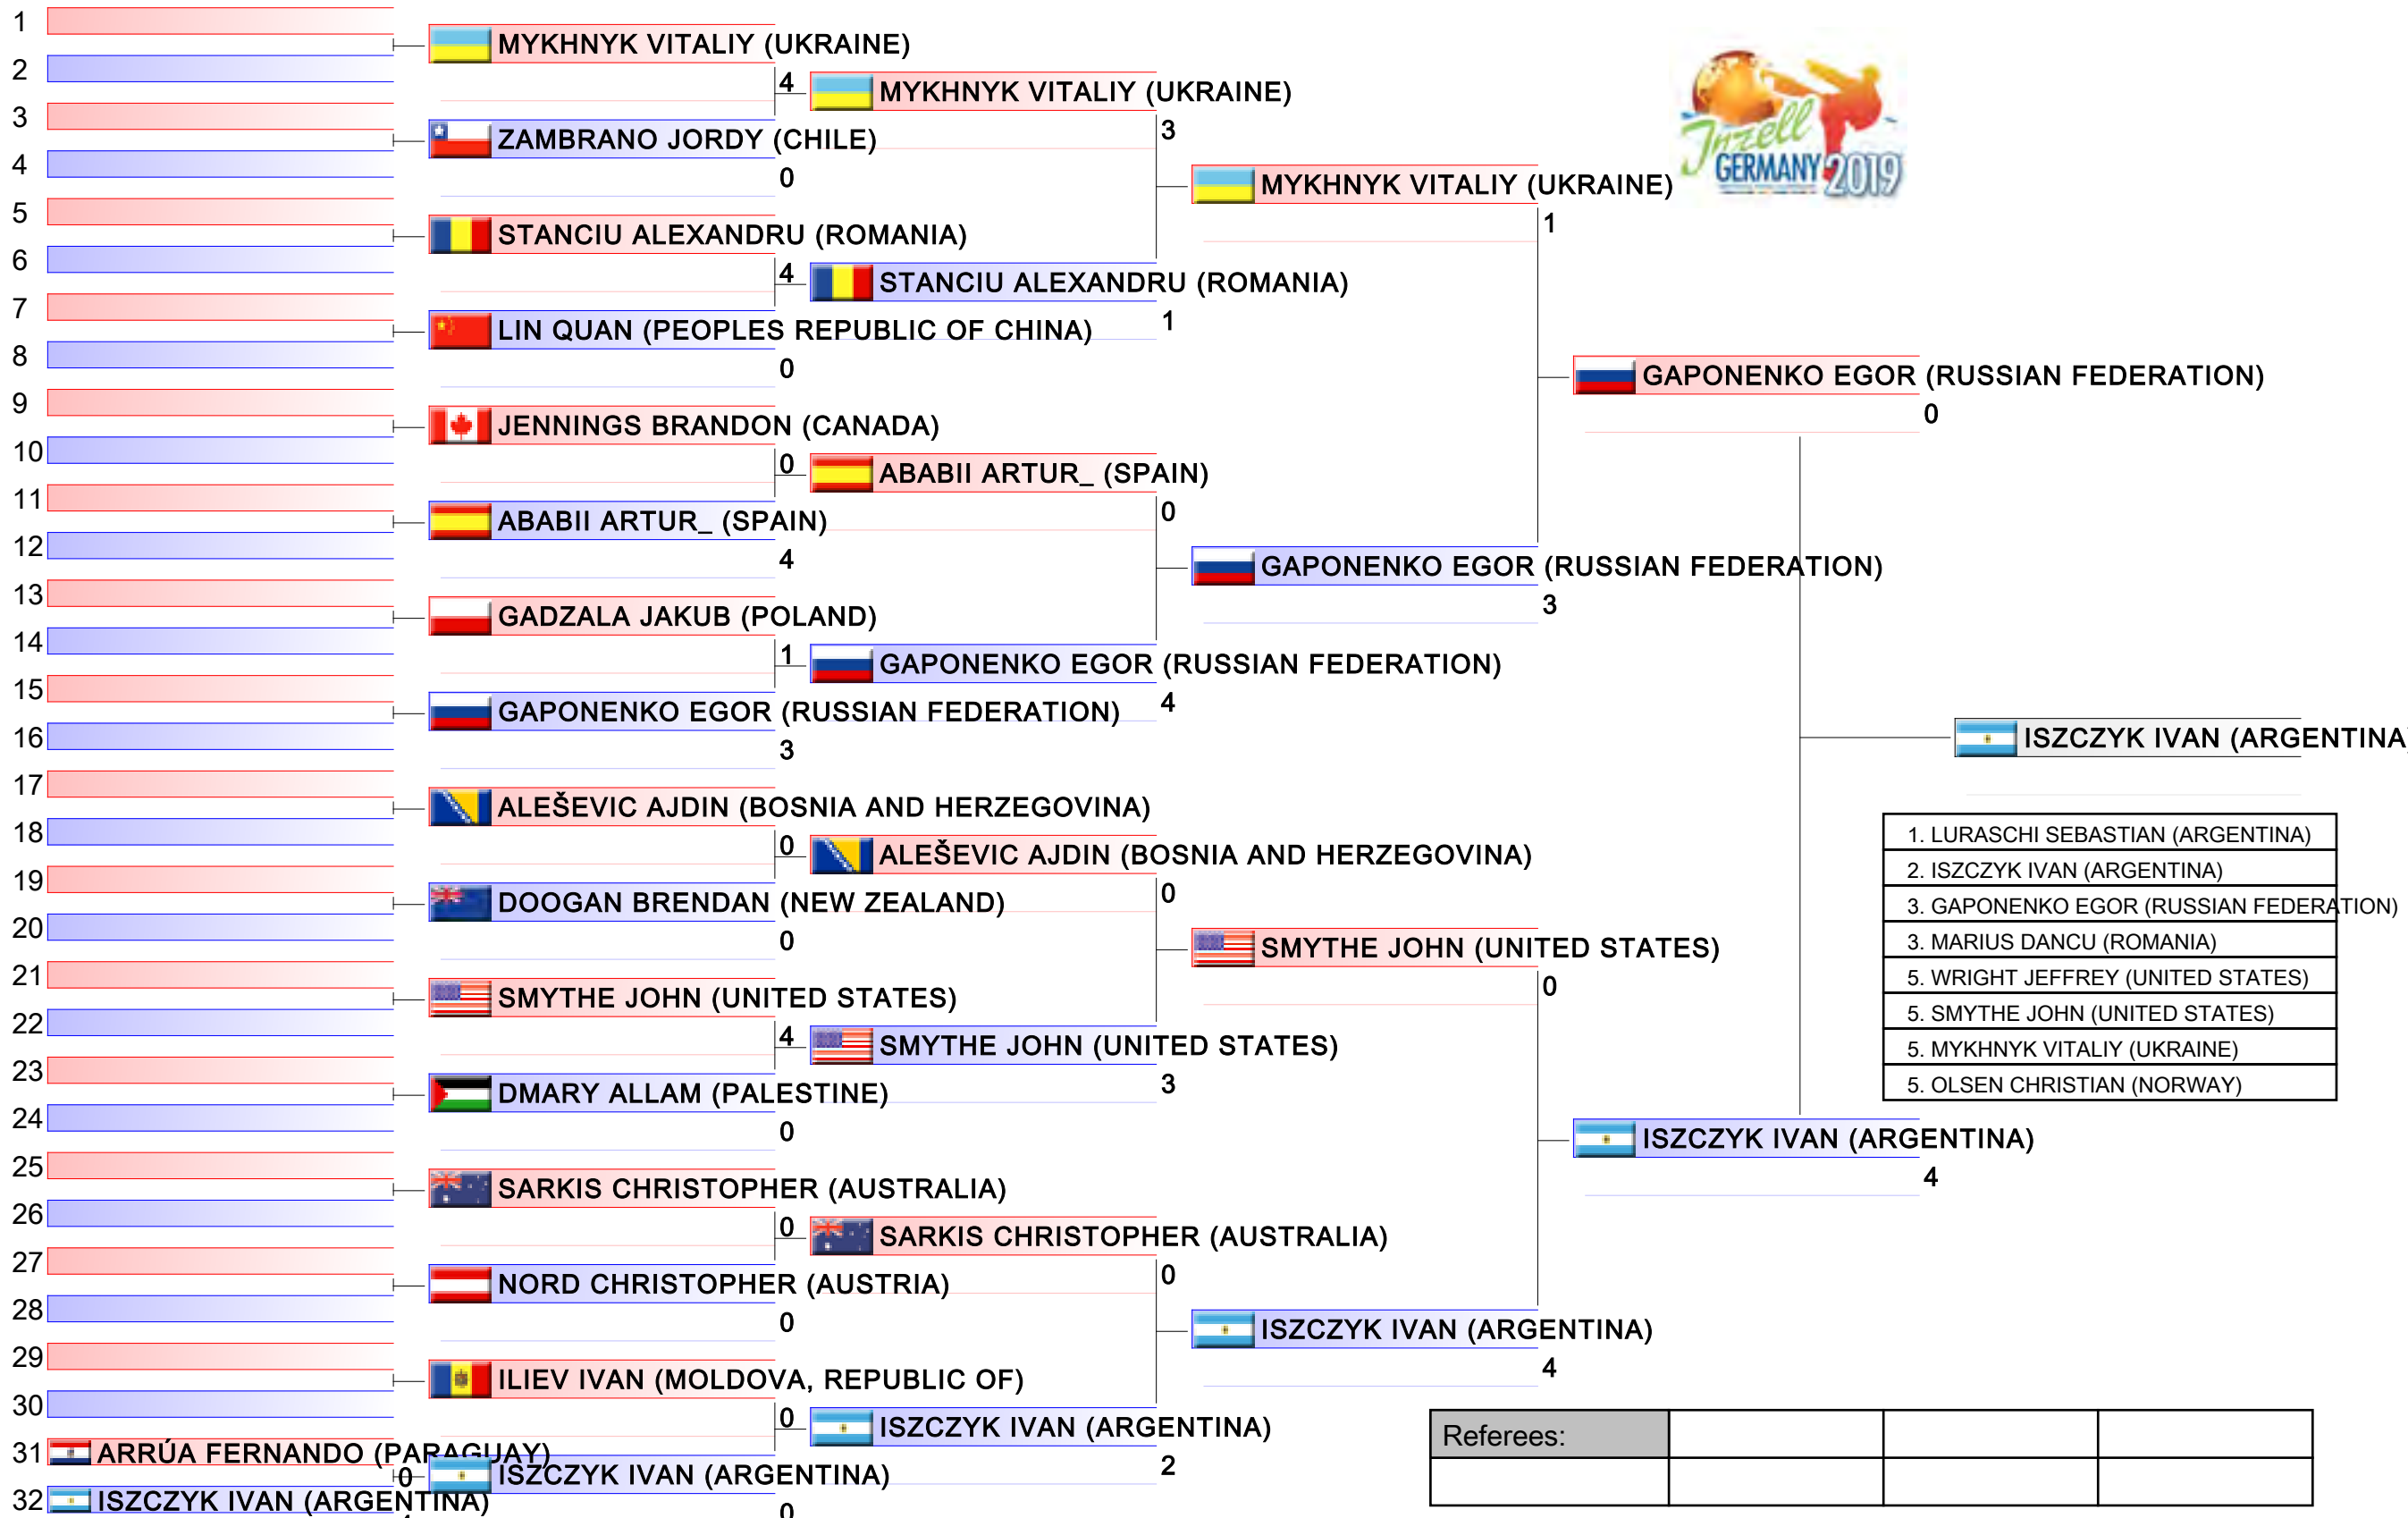 1
2
3
4
5
6
7
8
9
10
11
12
13
14
15
16
17
18
19
20
21
22
23
24
25
26
27
28
29
30
31 ARRÚA FERNANDO (PARAGUAY)
0
32 ISZCZYK IVAN (ARGENTINA)
MYKHNYK VITALIY (UKRAINE)
4
ZAMBRANO JORDY (CHILE)
0
STANCIU ALEXANDRU (ROMANIA)
4
LIN QUAN (PEOPLES REPUBLIC OF CHINA)
0
JENNINGS BRANDON (CANADA)
0
ABABII ARTUR_ (SPAIN)
4
GADZALA JAKUB (POLAND)
1
GAPONENKO EGOR (RUSSIAN FEDERATION)
3
ALEŠEVIC AJDIN (BOSNIA AND HERZEGOVINA)
0
DOOGAN BRENDAN (NEW ZEALAND)
0
SMYTHE JOHN (UNITED STATES)
4
DMARY ALLAM (PALESTINE)
0
SARKIS CHRISTOPHER (AUSTRALIA)
0
NORD CHRISTOPHER (AUSTRIA)
0
ILIEV IVAN (MOLDOVA, REPUBLIC OF)
0
ISZCZYK IVAN (ARGENTINA)
0
MYKHNYK VITALIY (UKRAINE)
3
STANCIU ALEXANDRU (ROMANIA)
1
ABABII ARTUR_ (SPAIN)
0
GAPONENKO EGOR (RUSSIAN FEDERATION)
4
ALEŠEVIC AJDIN (BOSNIA AND HERZEGOVINA)
0
SMYTHE JOHN (UNITED STATES)
3
SARKIS CHRISTOPHER (AUSTRALIA)
0
ISZCZYK IVAN (ARGENTINA)
2
MYKHNYK VITALIY (UKRAINE)
1
GAPONENKO EGOR (RUSSIAN FEDERATION)
3
SMYTHE JOHN (UNITED STATES)
0
ISZCZYK IVAN (ARGENTINA)
4
GAPONENKO EGOR (RUSSIAN FEDERATION)
0
ISZCZYK IVAN (ARGENTINA)
4
Inzell
GERMANY 2019
ISZCZYK IVAN (ARGENTINA)
1. LURASCHI SEBASTIAN (ARGENTINA)
2. ISZCZYK IVAN (ARGENTINA)
3. GAPONENKO EGOR (RUSSIAN FEDERATION)
3. MARIUS DANCU (ROMANIA)
5. WRIGHT JEFFREY (UNITED STATES)
5. SMYTHE JOHN (UNITED STATES)
5. MYKHNYK VITALIY (UKRAINE)
5. OLSEN CHRISTIAN (NORWAY)
Referees: